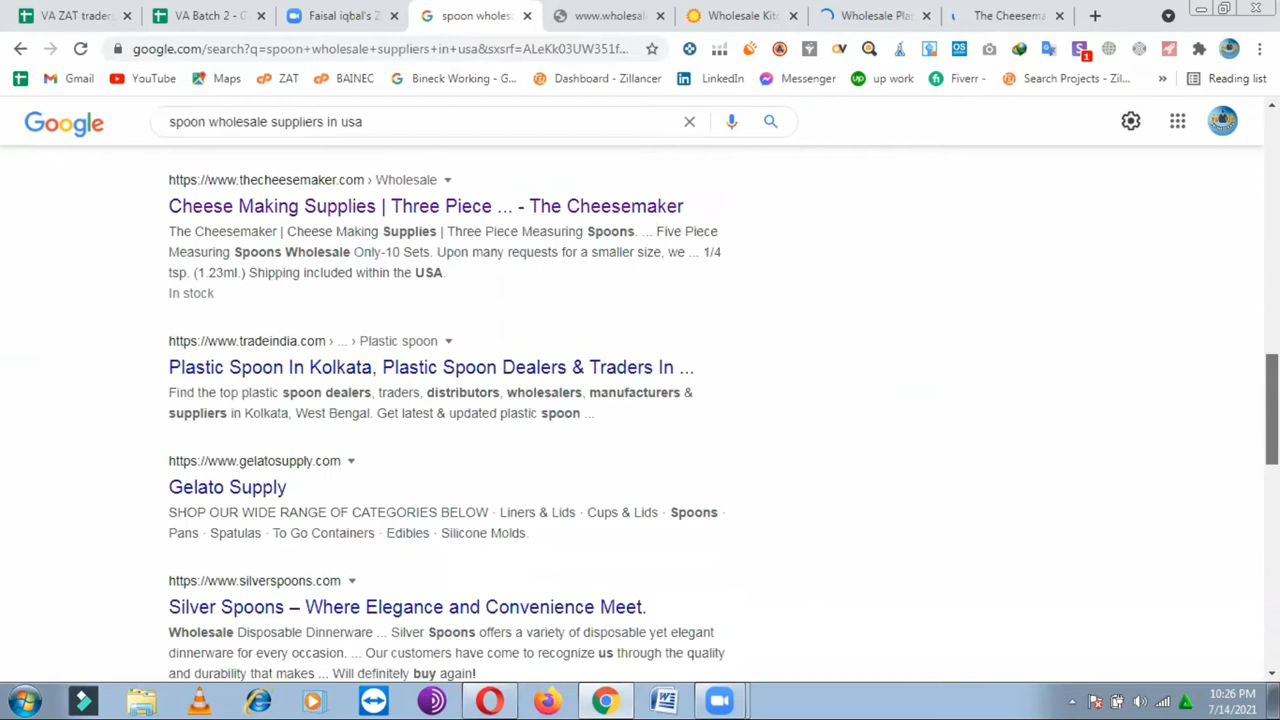 VA ZAT trader
VA Batch 2 - G
Faisal iqbal's Z
spoon wholes
www.wholesal
Wholesale Kitc
Wholesale Plas
The Cheesema
google.com/search?q=spoon+wholesale+suppliers+in+usa&sxsrf=ALeKk03UW351f...
Gmail
YouTube
Maps
ZAT
BAINEC
Bineck Working - G...
Dashboard - Zillancer
LinkedIn
Messenger
up work
Fiverr -
Search Projects - Zil...
»
Reading list
Google
spoon wholesale suppliers in usa
https://www.thecheesemaker.com › Wholesale
Cheese Making Supplies | Three Piece ... - The Cheesemaker
The Cheesemaker | Cheese Making Supplies | Three Piece Measuring Spoons. ... Five Piece
Measuring Spoons Wholesale Only-10 Sets. Upon many requests for a smaller size, we ... 1/4
tsp. (1.23ml.) Shipping included within the USA.
In stock
https://www.tradeindia.com › ... › Plastic spoon
Plastic Spoon In Kolkata, Plastic Spoon Dealers & Traders In ...
Find the top plastic spoon dealers, traders, distributors, wholesalers, manufacturers &
suppliers in Kolkata, West Bengal. Get latest & updated plastic spoon ...
https://www.gelatosupply.com
Gelato Supply
SHOP OUR WIDE RANGE OF CATEGORIES BELOW · Liners & Lids · Cups & Lids · Spoons ·
Pans · Spatulas · To Go Containers · Edibles · Silicone Molds.
https://www.silverspoons.com
Silver Spoons – Where Elegance and Convenience Meet.
Wholesale Disposable Dinnerware ... Silver Spoons offers a variety of disposable yet elegant
dinnerware for every occasion. ... Our customers have come to recognize us through the quality
and durability that makes ... Will definitely buy again!
10:26 PM
7/14/2021